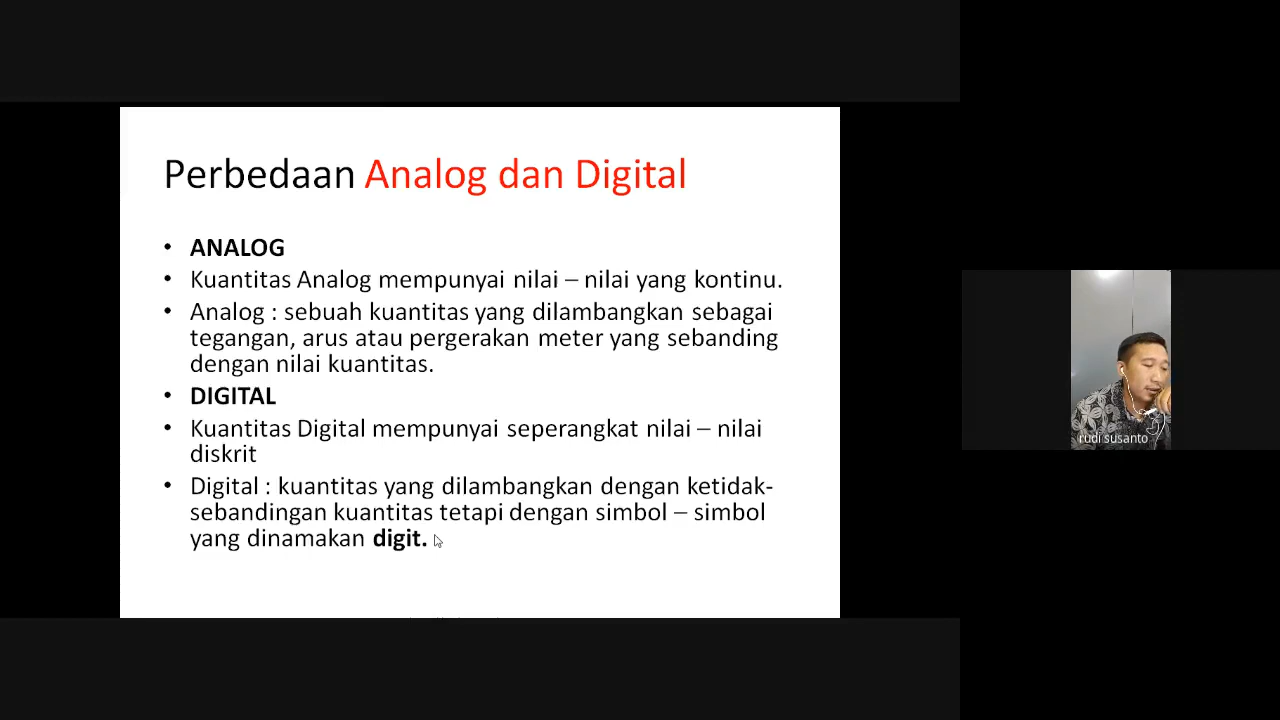 Perbedaan Analog dan Digital
• ANALOG
• Kuantitas Analog mempunyai nilai – nilai yang kontinu.
• Analog : sebuah kuantitas yang dilambangkan sebagai
tegangan, arus atau pergerakan meter yang sebanding
dengan nilai kuantitas.
• DIGITAL
• Kuantitas Digital mempunyai seperangkat nilai – nilai
diskrit
• Digital : kuantitas yang dilambangkan dengan ketidak-
sebandingan kuantitas tetapi dengan simbol – simbol
yang dinamakan digit.
rudi susanto